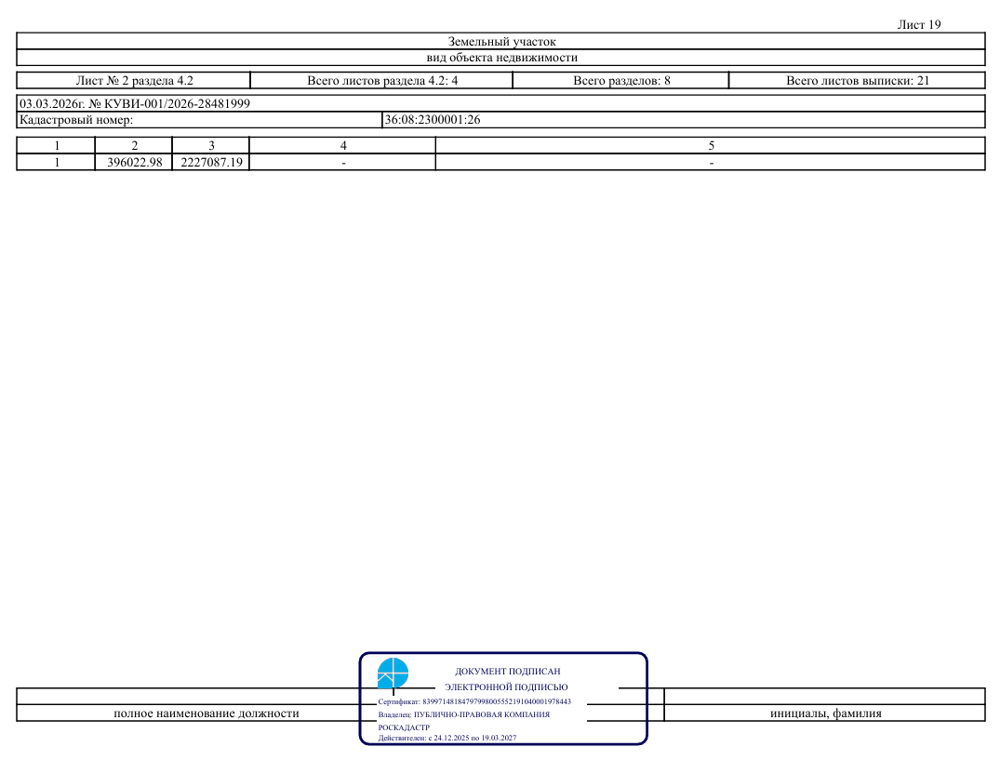 Лист 19
Земельный участок
вид объекта недвижимости
Лист № 2 раздела 4.2 Всего листов раздела 4.2: 4 Всего разделов: 8 Всего листов выписки: 21
03.03.2026г. № КУВИ-001/2026-28481999
Кадастровый номер: 36:08:2300001:26
1 2 3 4 5
1 396022.98 2227087.19 - -
ДОКУМЕНТ ПОДПИСАН
ЭЛЕКТРОННОЙ ПОДПИСЬЮ
Сертификат: 83997148184797998005552191040001978443
Владелец: ПУБЛИЧНО-ПРАВОВАЯ КОМПАНИЯ
РОСКАДАСТР
Действителен: с 24.12.2025 по 19.03.2027
полное наименование должности инициалы, фамилия